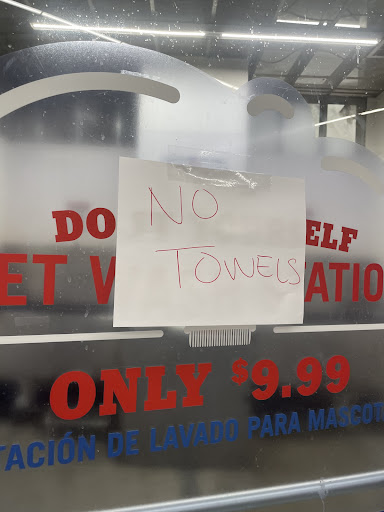 NO
TOWELS
DO ELF
ET W ATIO
ONLY $9.99
TACIÓN DE LAVADO PARA MASCOT